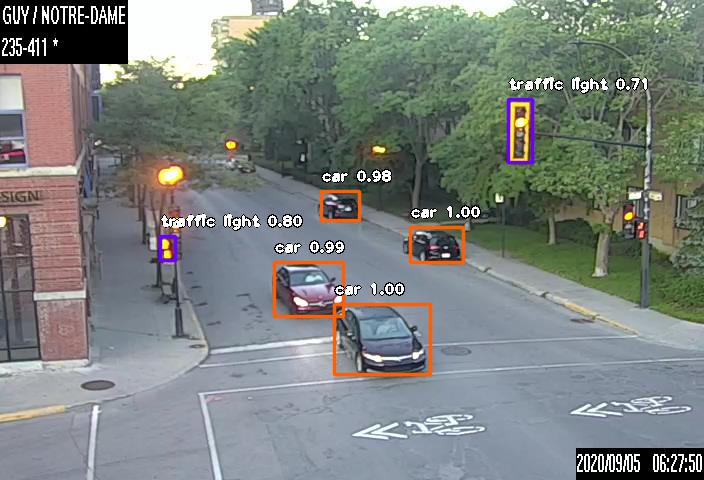 GUY / NOTRE-DAME
235-411 *
traffic light 0.71
car 0.98
car 1.00
traffic light 0.80
car 0.99
car 1.00
SIGN
2020/09/05 06:27:50